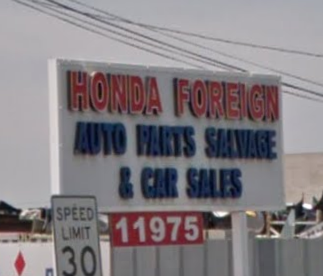 HONDA FOREIGN
AUTO PARTS SALVAGE
& CAR SALES
11975
SPEED
LIMIT
30